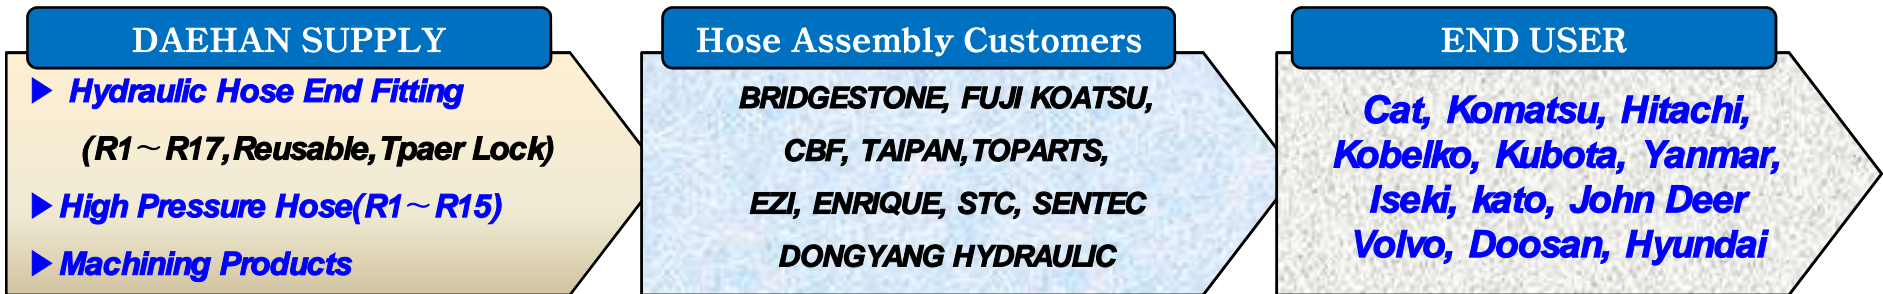 DAEHAN SUPPLY
▶ Hydraulic Hose End Fitting
(R1～R17,Reusable,Tpaer Lock)
▶High Pressure Hose(R1～R15)
▶Machining Products
Hose Assembly Customers
BRIDGESTONE, FUJI KOATSU,
CBF, TAIPAN,TOPARTS,
EZI, ENRIQUE, STC, SENTEC
DONGYANG HYDRAULIC
END USER
Cat, Komatsu, Hitachi,
Kobelko, Kubota, Yanmar,
Iseki, kato, John Deer
Volvo, Doosan, Hyundai